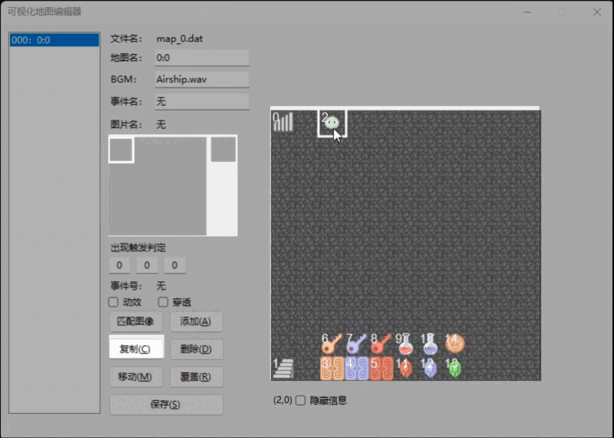 可视化地图编辑器
000: 0:0
文件名: map_0.dat
地图名: 0:0
BGM: Airship.wav
事件名: 无
图片名: 无
出现触发判定
0 0 0
事件号: 无
动效 穿透
匹配图像 添加(A)
复制(C) 删除(D)
移动(M) 覆盖(R)
保存(S)
0 2
6 7 8 9 10 14
1 3 4 5 11 12 13
(2,0) 隐蔽信息